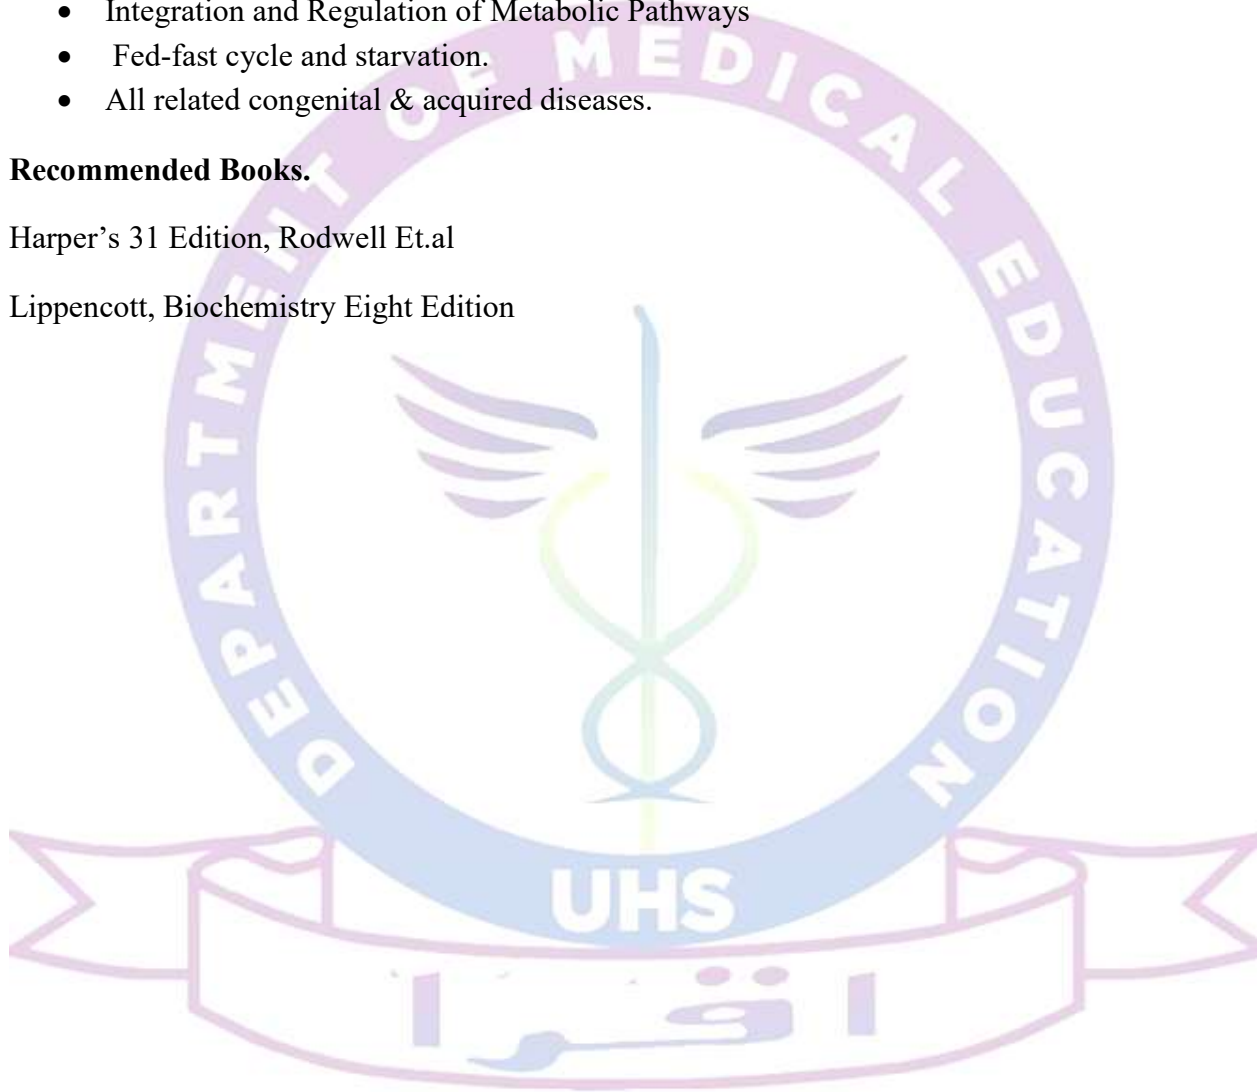 • Integration and Regulation of Metabolic Pathways
• Fed-fast cycle and starvation.
• All related congenital & acquired diseases.
Recommended Books.
Harper’s 31 Edition, Rodwell Et.al
Lippencott, Biochemistry Eight Edition
DEPARTMENT OF MEDICAL EDUCATION
UHS
اقرا